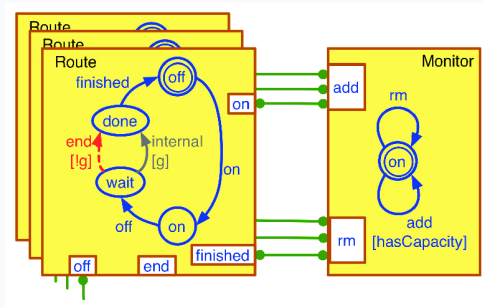 Route
Route
Route
Monitor
finished
off
on
add
rm
done
end
[!g]
internal
[g]
on
on
wait
off
on
add
[hasCapacity]
rm
finished
off
end